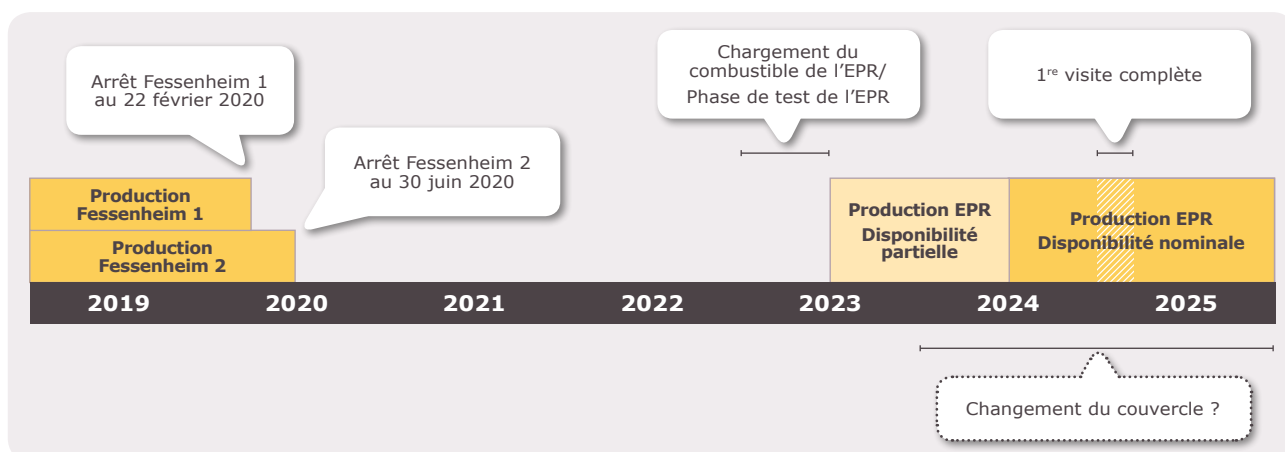 Arrêt Fessenheim 1
au 22 février 2020
Arrêt Fessenheim 2
au 30 juin 2020
Chargement du
combustible de l’EPR/
Phase de test de l’EPR
1re visite complète
Production
Fessenheim 1
Production
Fessenheim 2
Production EPR
Disponibilité
partielle
Production EPR
Disponibilité nominale
2019 2020 2021 2022 2023 2024 2025
Changement du couvercle ?